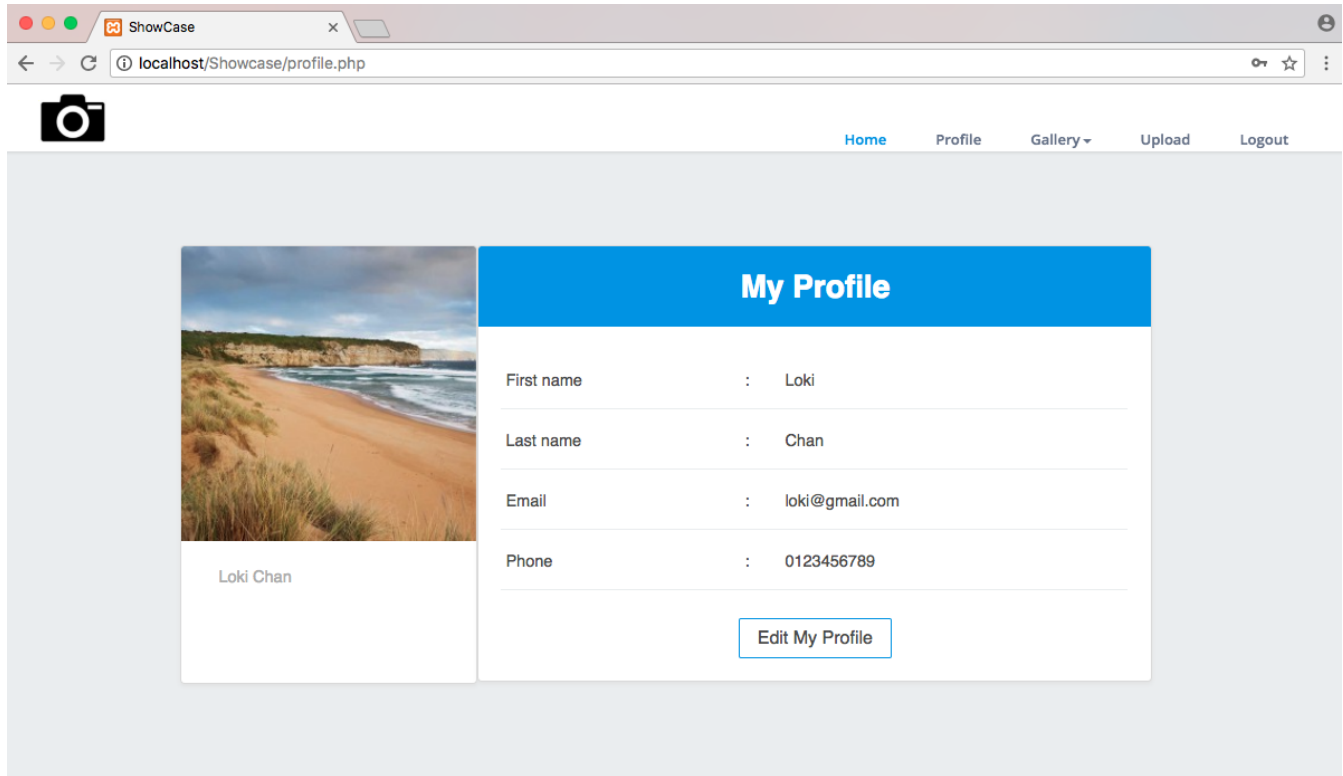 ShowCase
localhost/Showcase/profile.php
Home Profile Gallery Upload Logout
My Profile
First name : Loki
Last name : Chan
Email : loki@gmail.com
Phone : 0123456789
Loki Chan
Edit My Profile